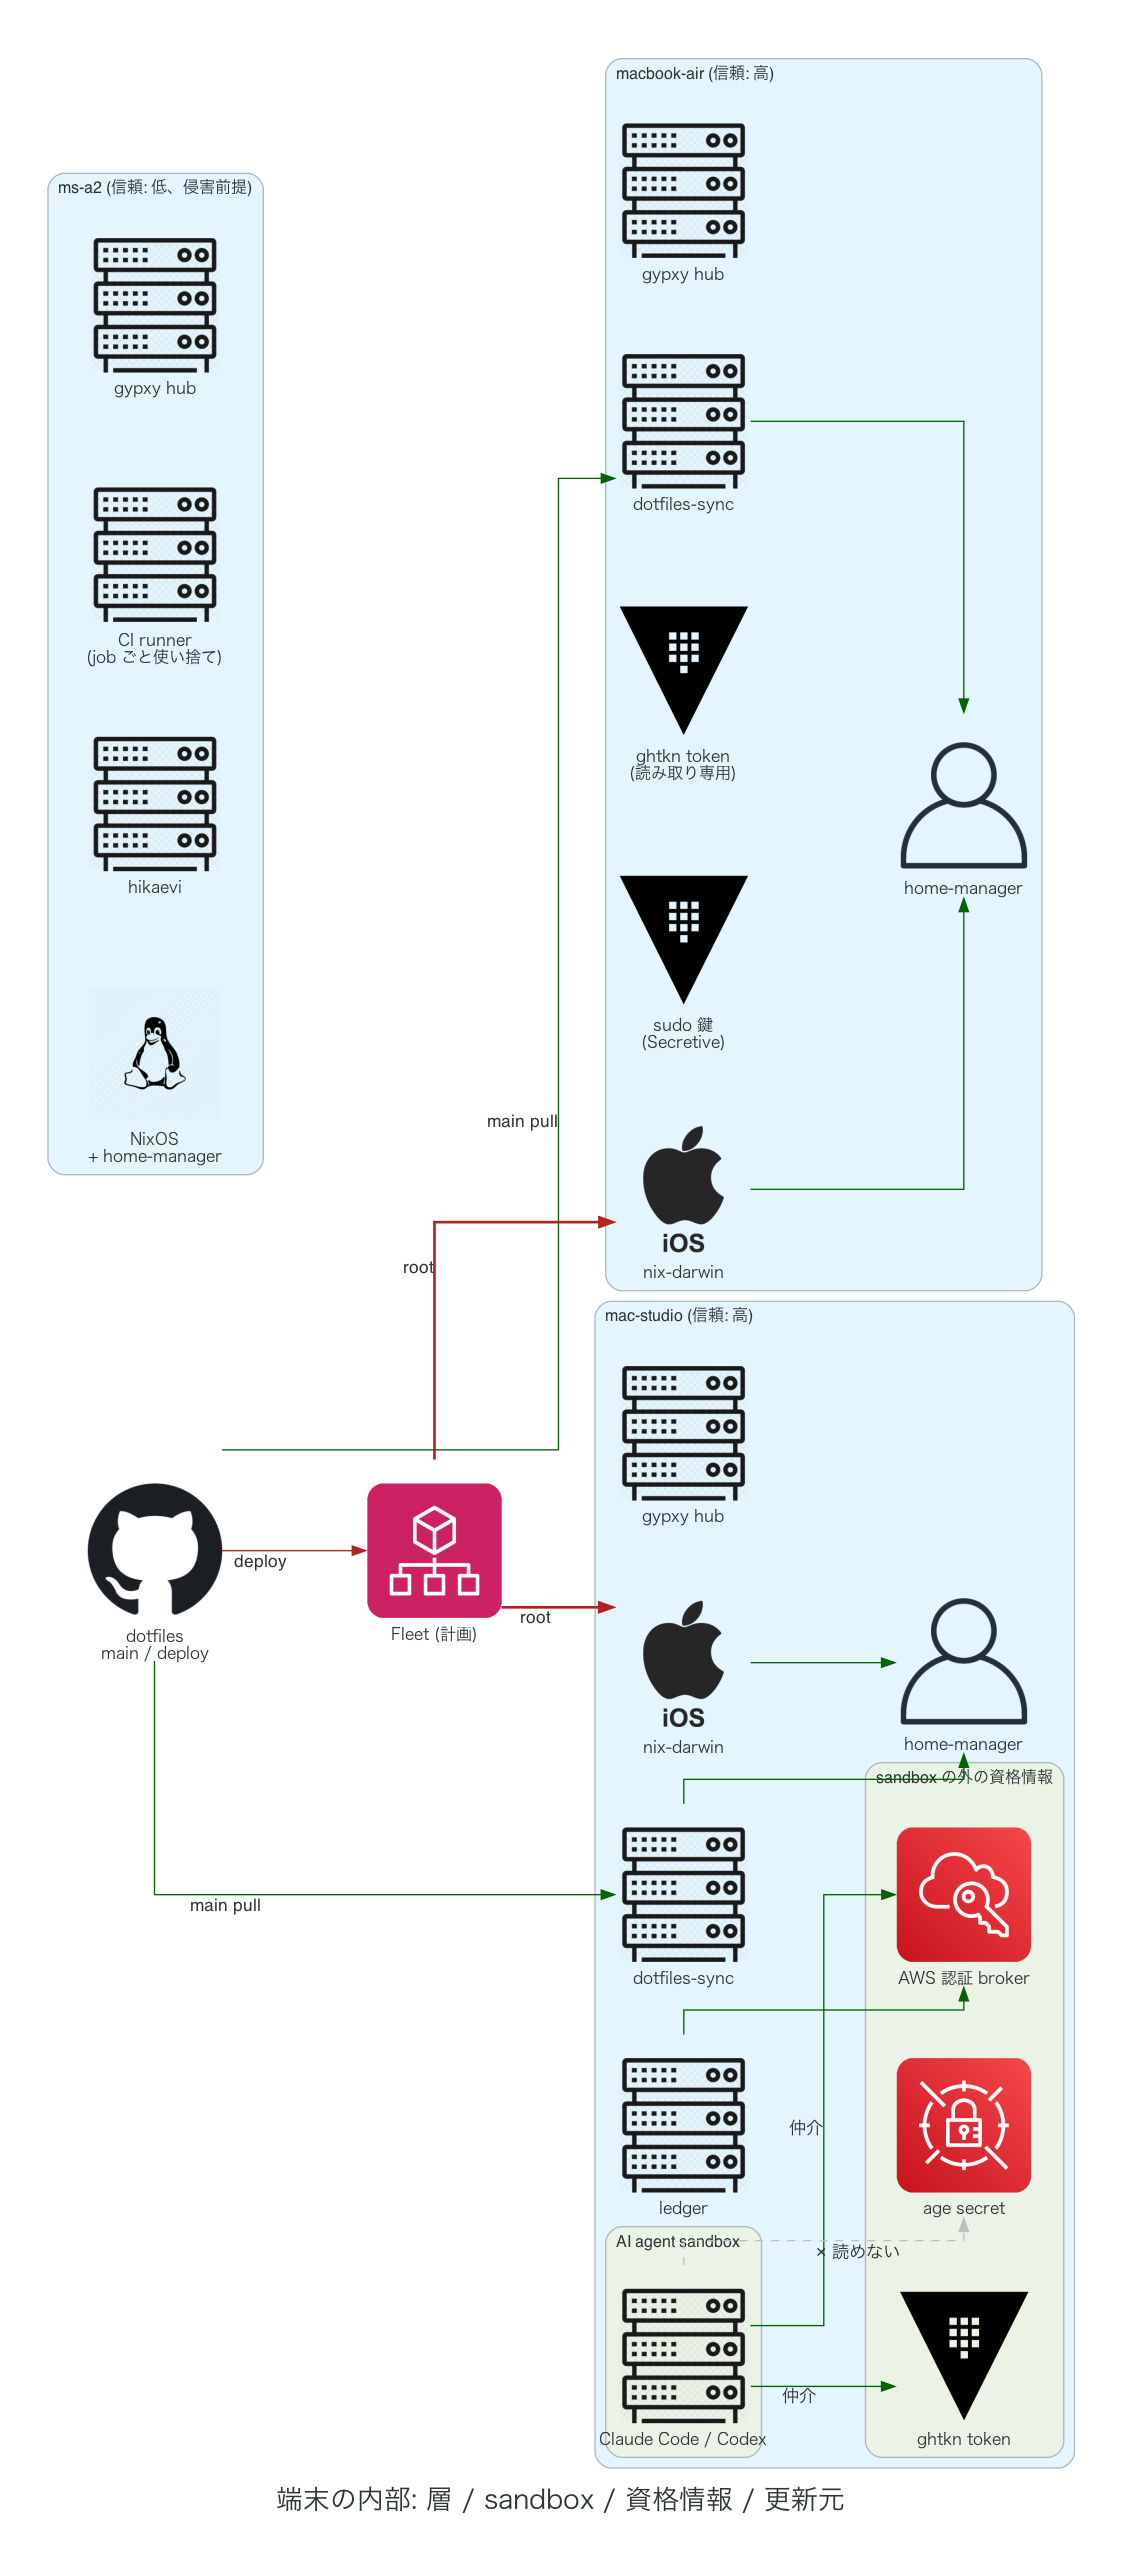 macbook-air (信頼: 高)
gypxy hub
dotfiles-sync
ghtkn token
(読み取り専用)
sudo 鍵
(Secretive)
iOS
nix-darwin
home-manager
ms-a2 (信頼: 低、侵害前提)
gypxy hub
CI runner
(job ごと使い捨て)
hikaevi
NixOS
+ home-manager
main pull
root
mac-studio (信頼: 高)
gypxy hub
dotfiles
main / deploy
deploy
Fleet (計画)
root
iOS
nix-darwin
home-manager
main pull
dotfiles-sync
sandbox の外の資格情報
AWS 認証 broker
仲介
ledger
age secret
AI agent sandbox
× 読めない
仲介
Claude Code / Codex
ghtkn token
端末の内部: 層 / sandbox / 資格情報 / 更新元